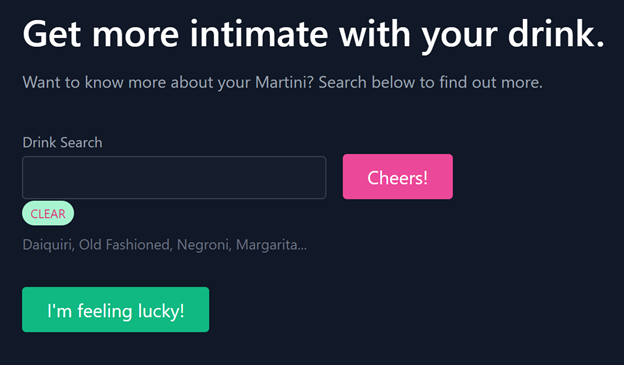 Get more intimate with your drink.
Want to know more about your Martini? Search below to find out more.
Drink Search
Cheers!
CLEAR
Daiquiri, Old Fashioned, Negroni, Margarita...
I'm feeling lucky!